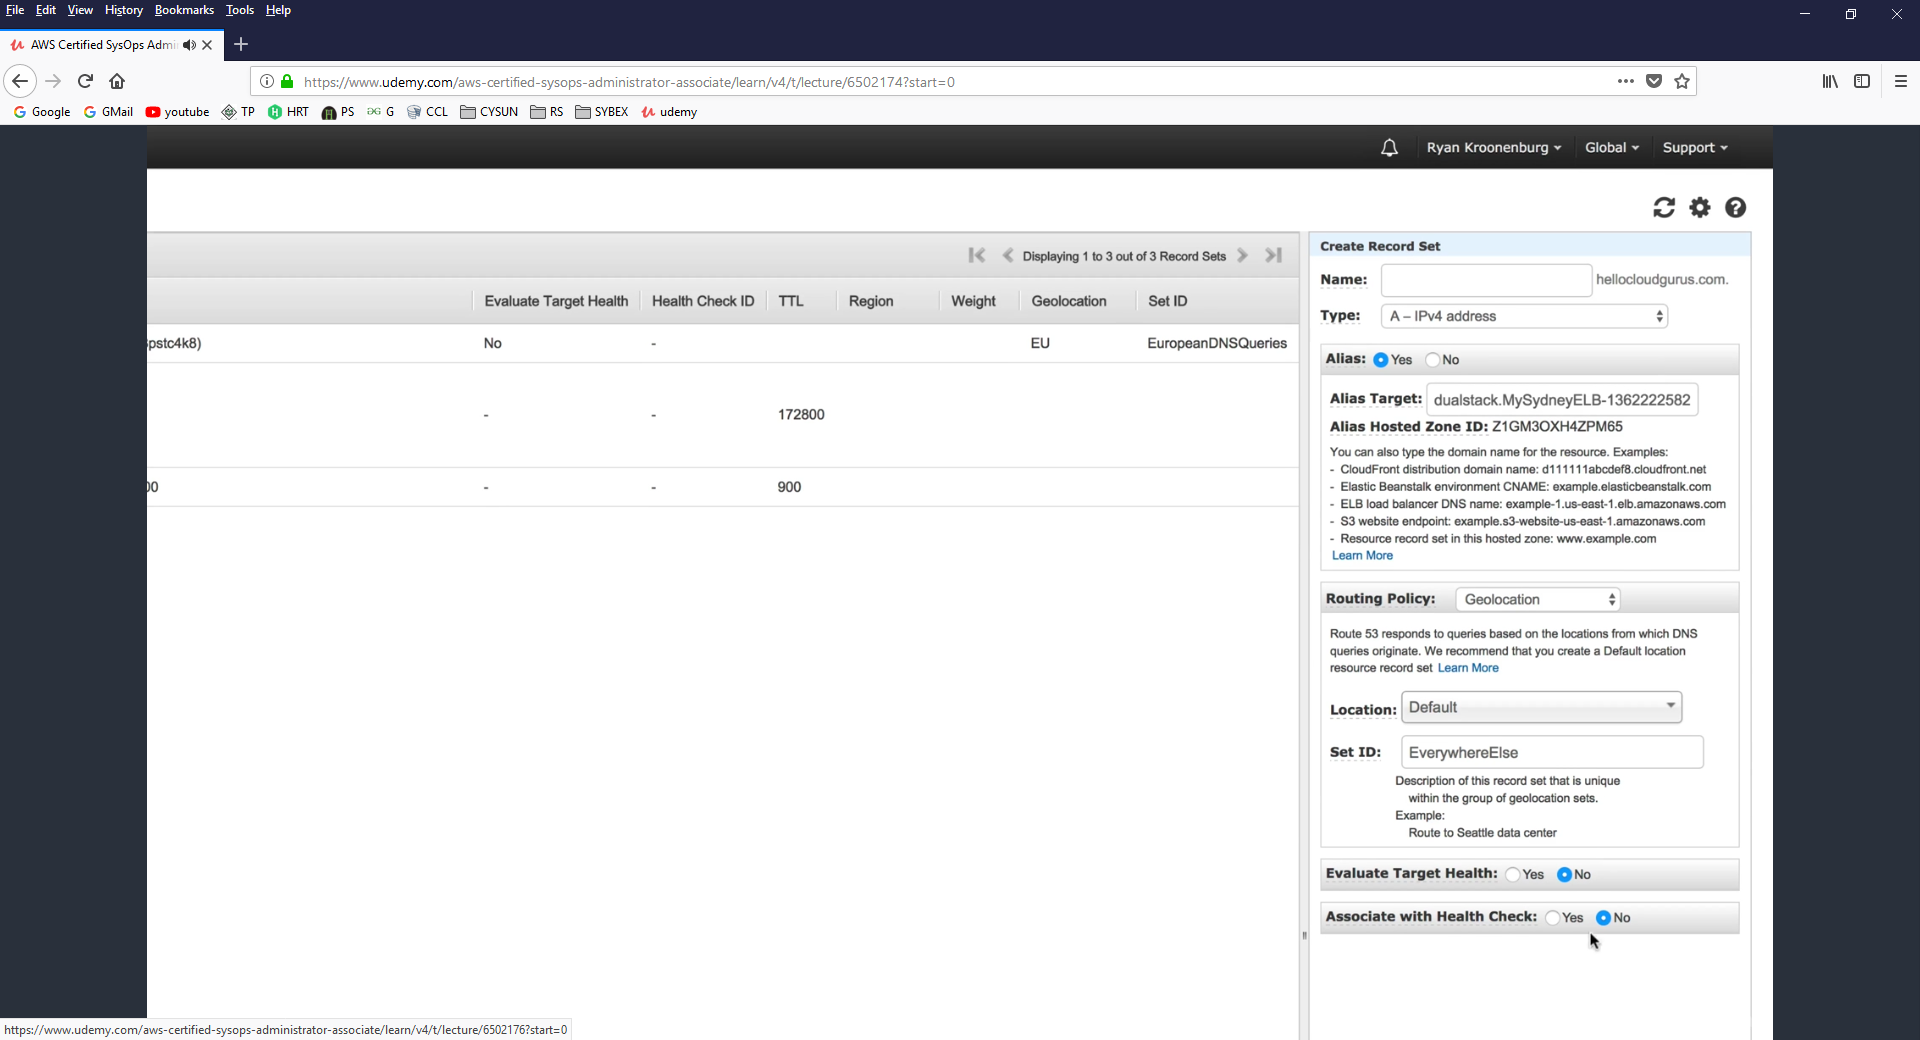 File Edit View History Bookmarks Tools Help
AWS Certified SysOps Admi
https://www.udemy.com/aws-certified-sysops-administrator-associate/learn/v4/t/lecture/6502174?start=0
Google GMail youtube TP HRT PS G CCL CYSUN RS SYBEX udemy
Ryan Kroonenburg Global Support
Displaying 1 to 3 out of 3 Record Sets
Evaluate Target Health Health Check ID TTL Region Weight Geolocation Set ID
pstc4k8) No - EU EuropeanDNSQueries
- - 172800
00 - - 900
Create Record Set
Name: hellocloudgurus.com.
Type: A – IPv4 address
Alias: Yes No
Alias Target: dualstack.MySydneyELB-1362222582
Alias Hosted Zone ID: Z1GM3OXH4ZPM65
You can also type the domain name for the resource. Examples:
- CloudFront distribution domain name: d111111abcdef8.cloudfront.net
- Elastic Beanstalk environment CNAME: example.elasticbeanstalk.com
- ELB load balancer DNS name: example-1.us-east-1.elb.amazonaws.com
- S3 website endpoint: example.s3-website-us-east-1.amazonaws.com
- Resource record set in this hosted zone: www.example.com
Learn More
Routing Policy: Geolocation
Route 53 responds to queries based on the locations from which DNS
queries originate. We recommend that you create a Default location
resource record set Learn More
Location: Default
Set ID: EverywhereElse
Description of this record set that is unique
within the group of geolocation sets.
Example:
Route to Seattle data center
Evaluate Target Health: Yes No
Associate with Health Check: Yes No
https://www.udemy.com/aws-certified-sysops-administrator-associate/learn/v4/t/lecture/6502176?start=0